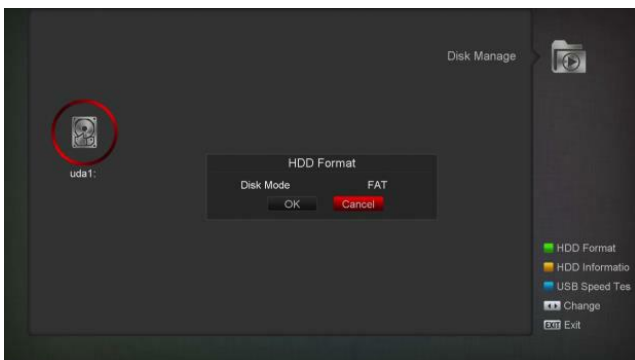 Disk Manage
uda1:
HDD Format
Disk Mode FAT
OK Cancel
HDD Format
HDD Informatio
USB Speed Tes
Change
EXIT Exit